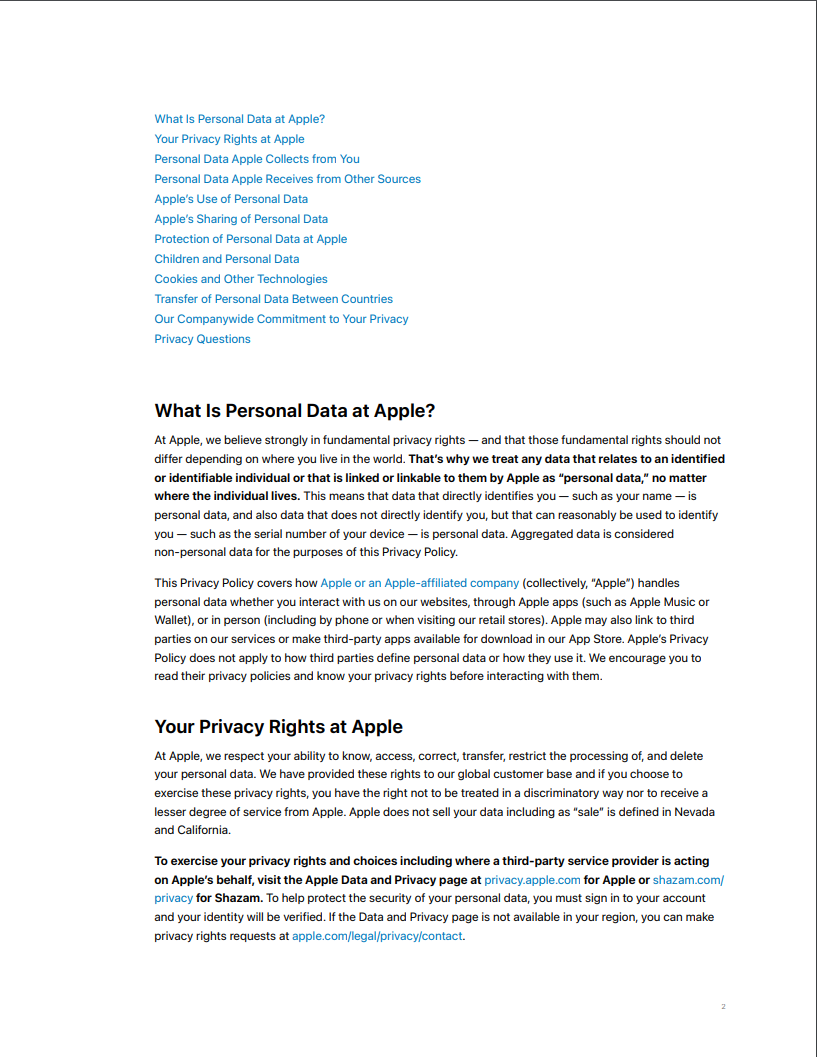 What Is Personal Data at Apple?
Your Privacy Rights at Apple
Personal Data Apple Collects from You
Personal Data Apple Receives from Other Sources
Apple’s Use of Personal Data
Apple’s Sharing of Personal Data
Protection of Personal Data at Apple
Children and Personal Data
Cookies and Other Technologies
Transfer of Personal Data Between Countries
Our Companywide Commitment to Your Privacy
Privacy Questions
What Is Personal Data at Apple?
At Apple, we believe strongly in fundamental privacy rights — and that those fundamental rights should not
differ depending on where you live in the world. That’s why we treat any data that relates to an identified
or identifiable individual or that is linked or linkable to them by Apple as “personal data,” no matter
where the individual lives. This means that data that directly identifies you — such as your name — is
personal data, and also data that does not directly identify you, but that can reasonably be used to identify
you — such as the serial number of your device — is personal data. Aggregated data is considered
non-personal data for the purposes of this Privacy Policy.
This Privacy Policy covers how Apple or an Apple-affiliated company (collectively, “Apple”) handles
personal data whether you interact with us on our websites, through Apple apps (such as Apple Music or
Wallet), or in person (including by phone or when visiting our retail stores). Apple may also link to third
parties on our services or make third-party apps available for download in our App Store. Apple’s Privacy
Policy does not apply to how third parties define personal data or how they use it. We encourage you to
read their privacy policies and know your privacy rights before interacting with them.
Your Privacy Rights at Apple
At Apple, we respect your ability to know, access, correct, transfer, restrict the processing of, and delete
your personal data. We have provided these rights to our global customer base and if you choose to
exercise these privacy rights, you have the right not to be treated in a discriminatory way nor to receive a
lesser degree of service from Apple. Apple does not sell your data including as “sale” is defined in Nevada
and California.
To exercise your privacy rights and choices including where a third-party service provider is acting
on Apple’s behalf, visit the Apple Data and Privacy page at privacy.apple.com for Apple or shazam.com/
privacy for Shazam. To help protect the security of your personal data, you must sign in to your account
and your identity will be verified. If the Data and Privacy page is not available in your region, you can make
privacy rights requests at apple.com/legal/privacy/contact.
2